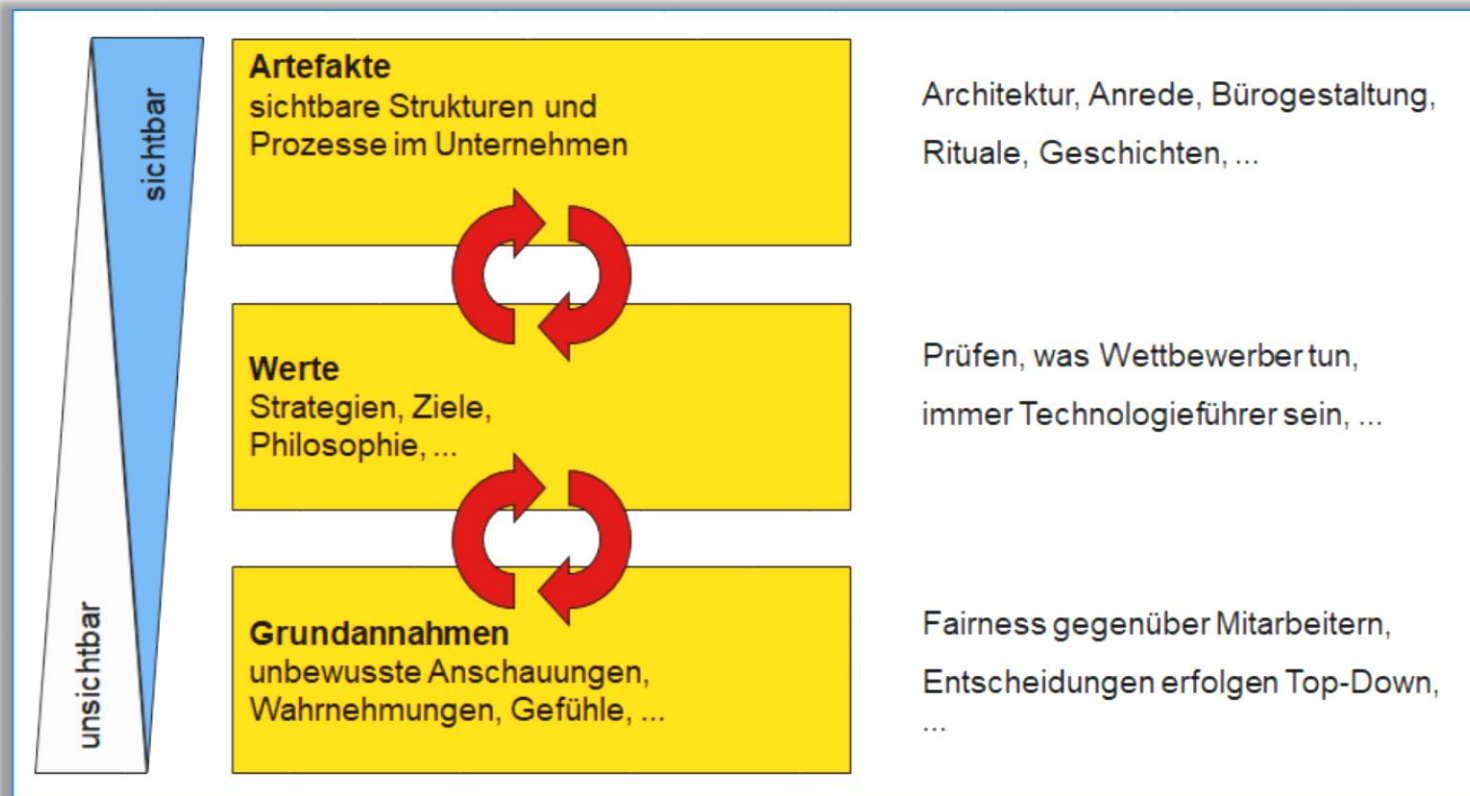 sichtbar
unsichtbar
Artefakte
sichtbare Strukturen und
Prozesse im Unternehmen
Architektur, Anrede, Bürogestaltung,
Rituale, Geschichten, ...
Werte
Strategien, Ziele,
Philosophie, ...
Prüfen, was Wettbewerber tun,
immer Technologieführer sein, ...
Grundannahmen
unbewusste Anschauungen,
Wahrnehmungen, Gefühle, ...
Fairness gegenüber Mitarbeitern,
Entscheidungen erfolgen Top-Down,
...